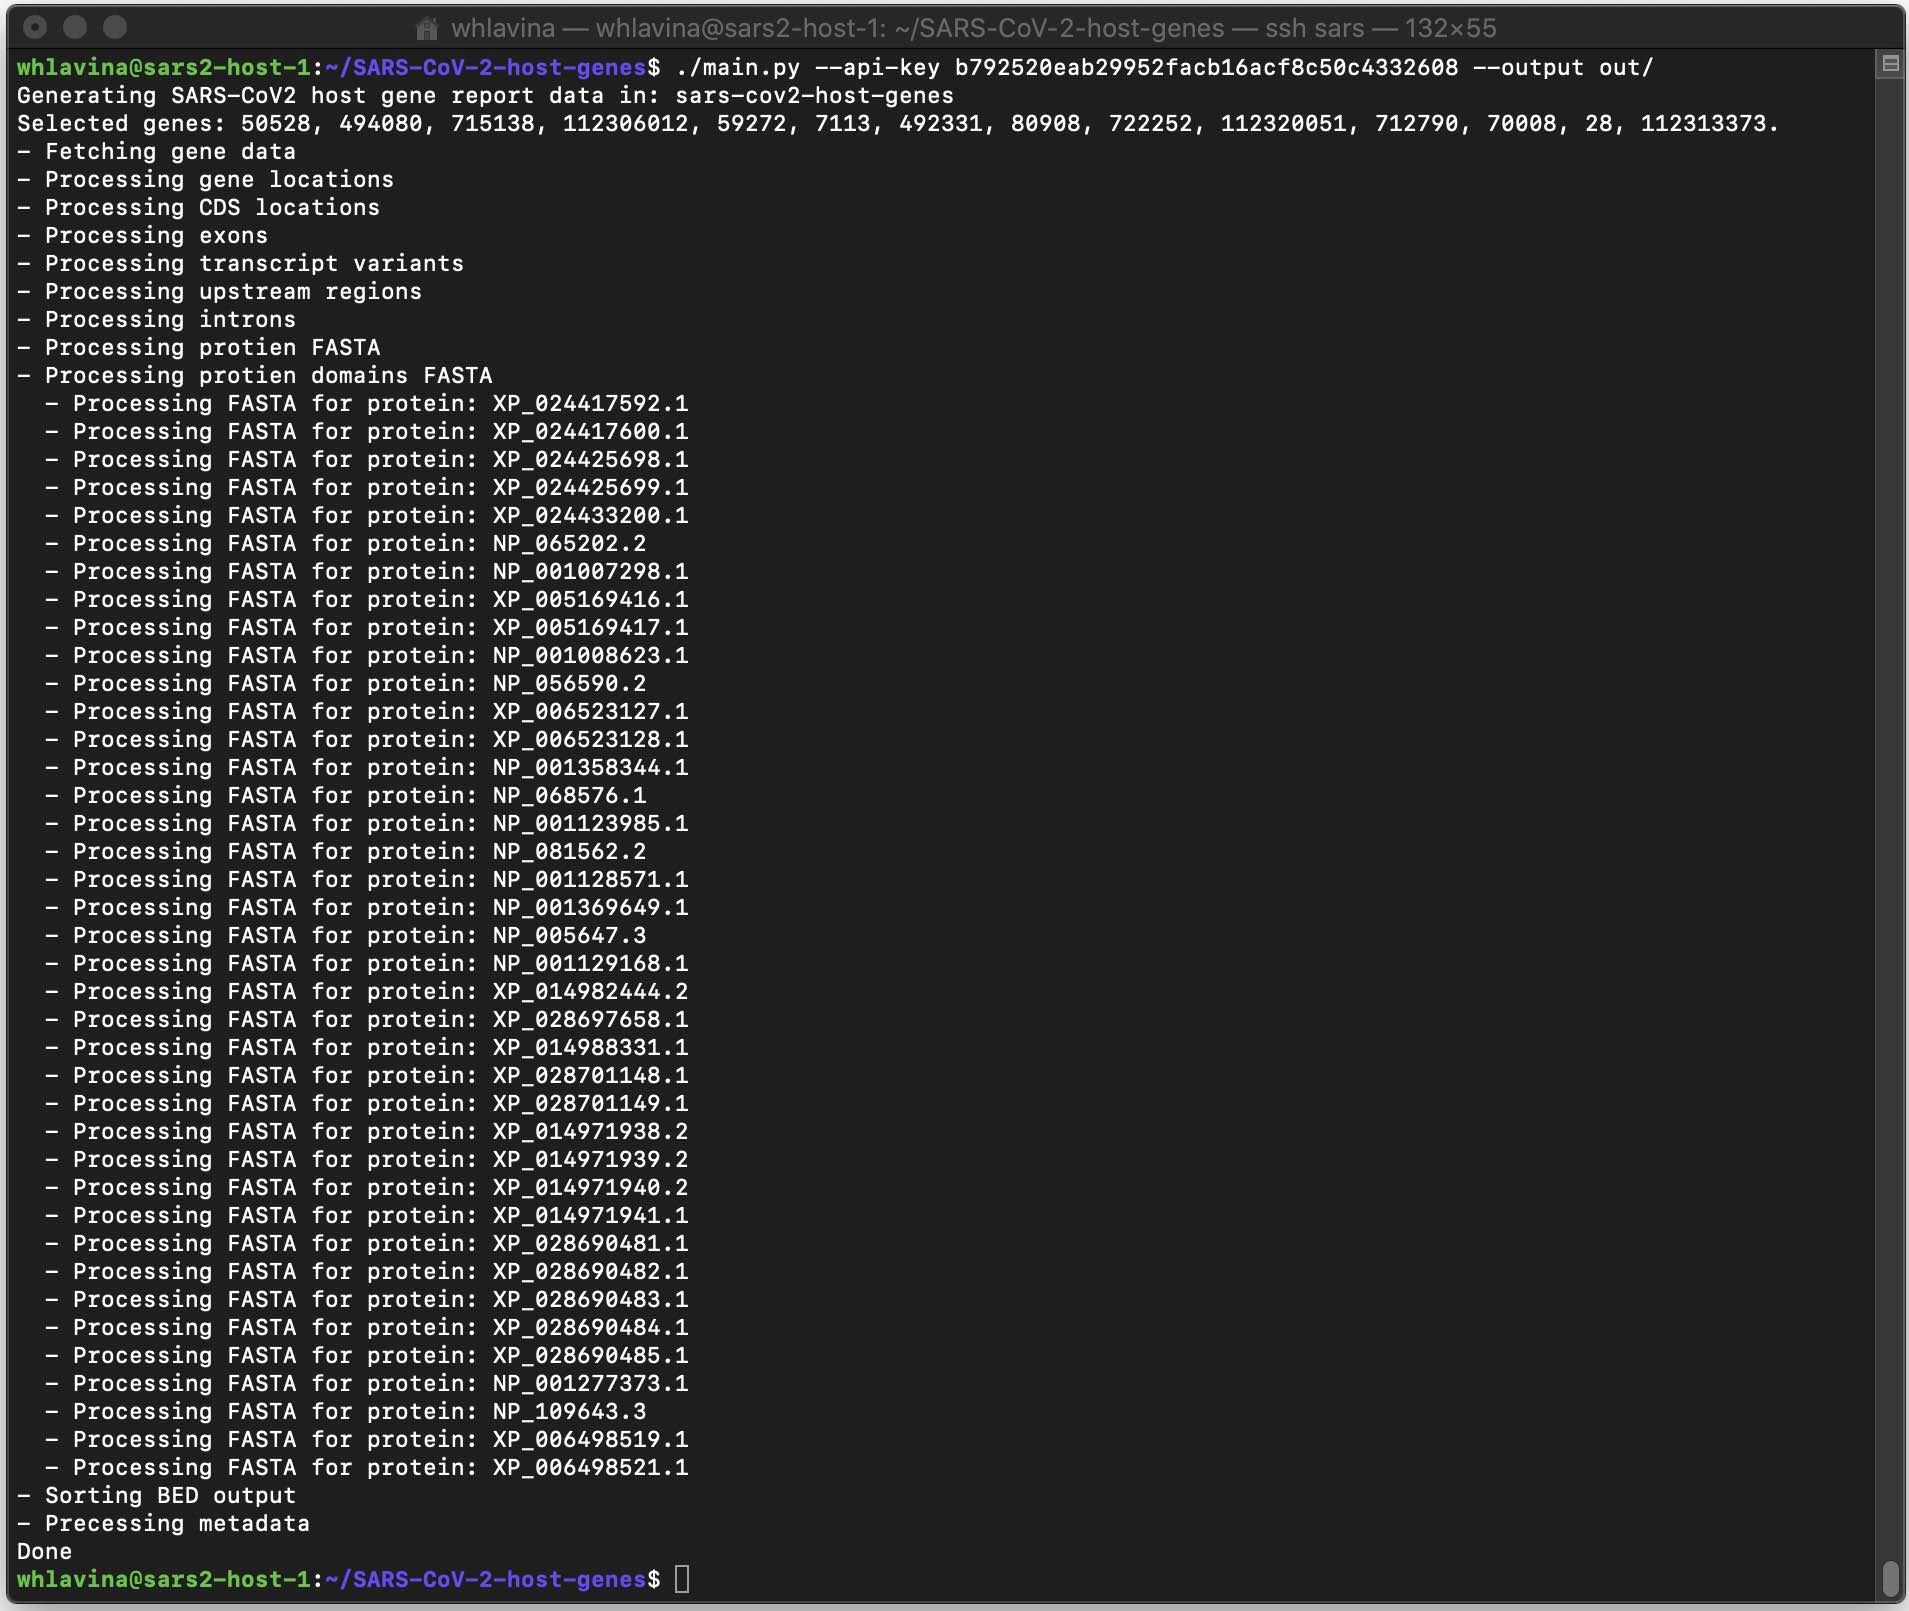 whlavina — whlavina@sars2-host-1: ~/SARS-CoV-2-host-genes — ssh sars — 132×55
whlavina@sars2-host-1:~/SARS-CoV-2-host-genes$ ./main.py --api-key b792520eab29952facb16acf8c50c4332608 --output out/
Generating SARS-CoV2 host gene report data in: sars-cov2-host-genes
Selected genes: 50528, 494080, 715138, 112306012, 59272, 7113, 492331, 80908, 722252, 112320051, 712790, 70008, 28, 112313373.
- Fetching gene data
- Processing gene locations
- Processing CDS locations
- Processing exons
- Processing transcript variants
- Processing upstream regions
- Processing introns
- Processing protien FASTA
- Processing protien domains FASTA
  - Processing FASTA for protein: XP_024417592.1
  - Processing FASTA for protein: XP_024417600.1
  - Processing FASTA for protein: XP_024425698.1
  - Processing FASTA for protein: XP_024425699.1
  - Processing FASTA for protein: XP_024433200.1
  - Processing FASTA for protein: NP_065202.2
  - Processing FASTA for protein: NP_001007298.1
  - Processing FASTA for protein: XP_005169416.1
  - Processing FASTA for protein: XP_005169417.1
  - Processing FASTA for protein: NP_001008623.1
  - Processing FASTA for protein: NP_056590.2
  - Processing FASTA for protein: XP_006523127.1
  - Processing FASTA for protein: XP_006523128.1
  - Processing FASTA for protein: NP_001358344.1
  - Processing FASTA for protein: NP_068576.1
  - Processing FASTA for protein: NP_001123985.1
  - Processing FASTA for protein: NP_081562.2
  - Processing FASTA for protein: NP_001128571.1
  - Processing FASTA for protein: NP_001369649.1
  - Processing FASTA for protein: NP_005647.3
  - Processing FASTA for protein: NP_001129168.1
  - Processing FASTA for protein: XP_014982444.2
  - Processing FASTA for protein: XP_028697658.1
  - Processing FASTA for protein: XP_014988331.1
  - Processing FASTA for protein: XP_028701148.1
  - Processing FASTA for protein: XP_028701149.1
  - Processing FASTA for protein: XP_014971938.2
  - Processing FASTA for protein: XP_014971939.2
  - Processing FASTA for protein: XP_014971940.2
  - Processing FASTA for protein: XP_014971941.1
  - Processing FASTA for protein: XP_028690481.1
  - Processing FASTA for protein: XP_028690482.1
  - Processing FASTA for protein: XP_028690483.1
  - Processing FASTA for protein: XP_028690484.1
  - Processing FASTA for protein: XP_028690485.1
  - Processing FASTA for protein: NP_001277373.1
  - Processing FASTA for protein: NP_109643.3
  - Processing FASTA for protein: XP_006498519.1
  - Processing FASTA for protein: XP_006498521.1
- Sorting BED output
- Precessing metadata
Done
whlavina@sars2-host-1:~/SARS-CoV-2-host-genes$